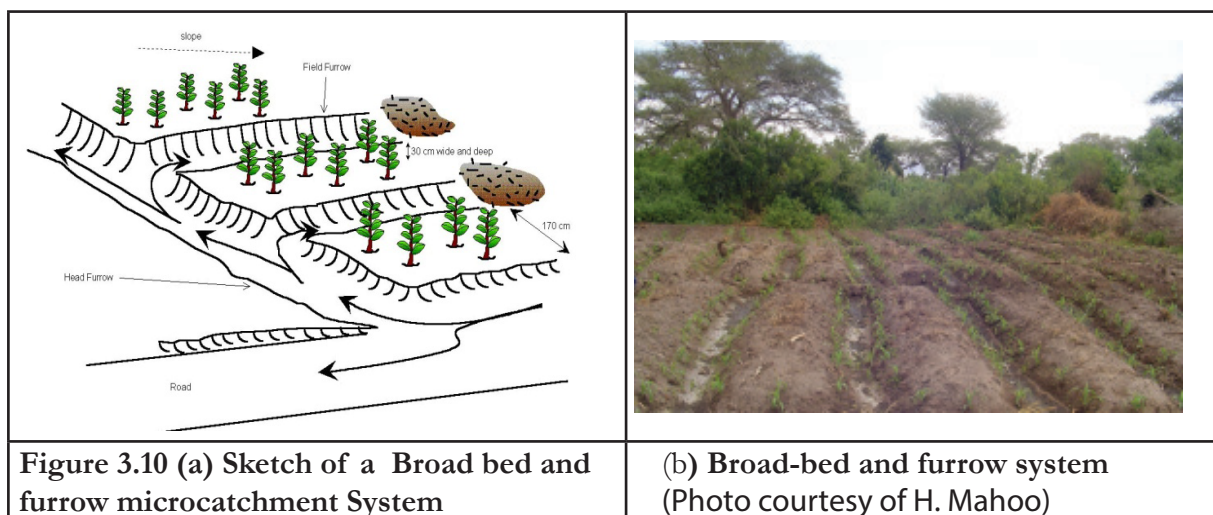 slope
Field Furrow
30 cm wide and deep
170 cm
Head Furrow
Road
Figure 3.10 (a) Sketch of a Broad bed and
furrow microcatchment System
(b) Broad-bed and furrow system
(Photo courtesy of H. Mahoo)